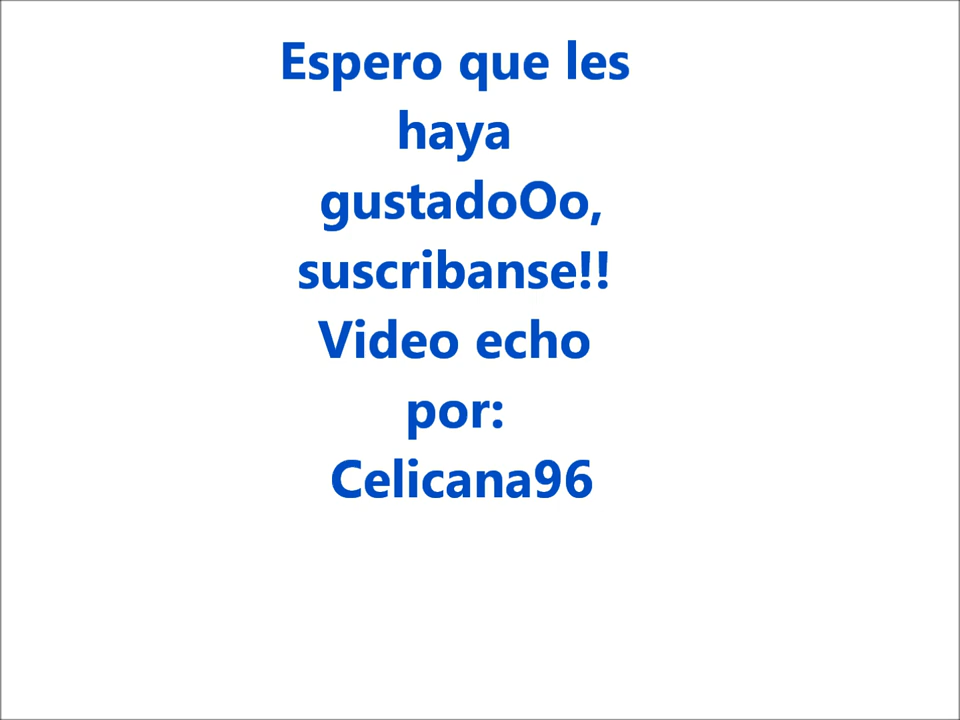 Espero que les
haya
gustadoOo,
suscribanse!!
Video echo
por:
Celicana96